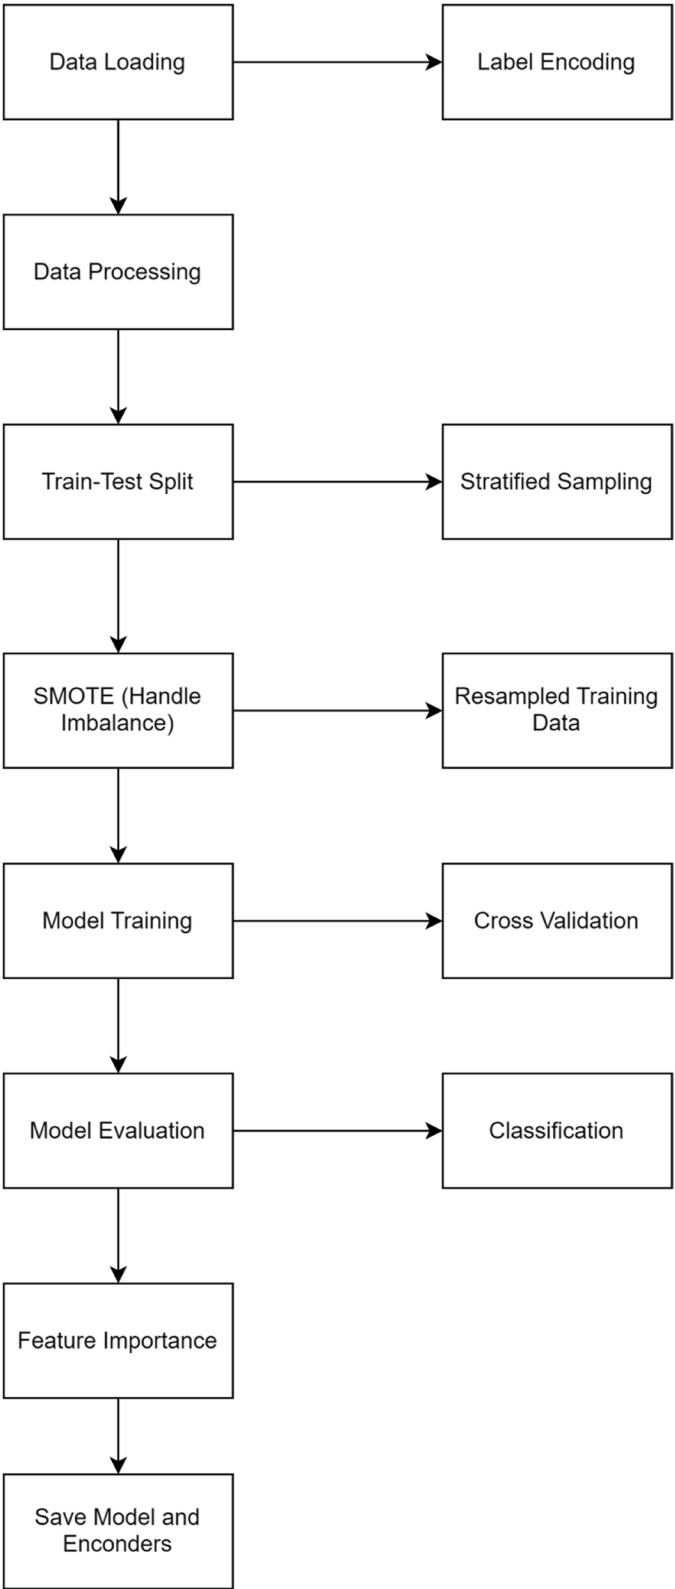 Data Loading
Label Encoding
Data Processing
Train-Test Split
Stratified Sampling
SMOTE (Handle
Imbalance)
Resampled Training
Data
Model Training
Cross Validation
Model Evaluation
Classification
Feature Importance
Save Model and
Enconders